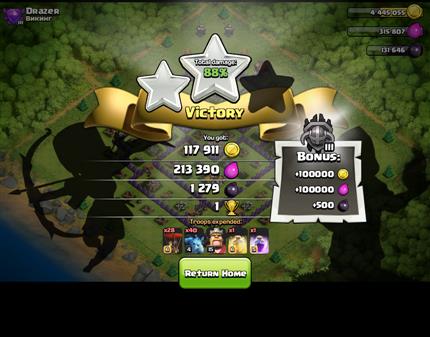 Drazer
Викинг
4 445 055
315 807
131 646
Total damage:
88%
Victory
You got:
117 911
213 390
1 279
1
III
Bonus:
+100000
+100000
+500
Troops expended:
x28 x40 x1 x1
Return Home